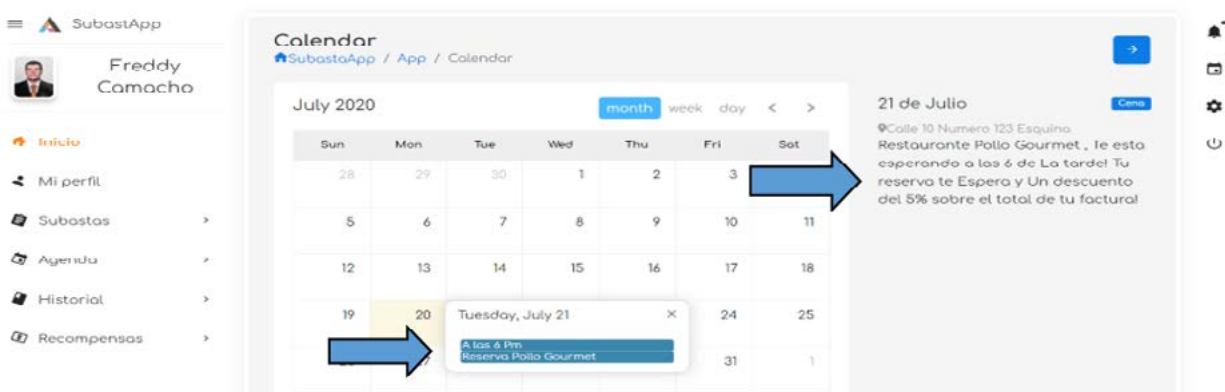 SubastApp
Freddy
Camacho
Inicio
Mi perfil
Subastas
Agenda
Historial
Recompensas
Calendar
SubastaApp / App / Calendar
July 2020
month week day < >
Sun Mon Tue Wed Thu Fri Sat
28 29 30 1 2 3
5 6 7 8 9 10 11
12 13 14 15 16 17 18
19 20 24 25
31 1
Tuesday, July 21 ×
A las 6 Pm
Reserva Pollo Gourmet
21 de Julio Cena
Calle 10 Numero 123 Esquina
Restaurante Pollo Gourmet , Te esta
esperando a las 6 de La tarde! Tu
reserva te Espera y Un descuento
del 5% sobre el total de tu factura!